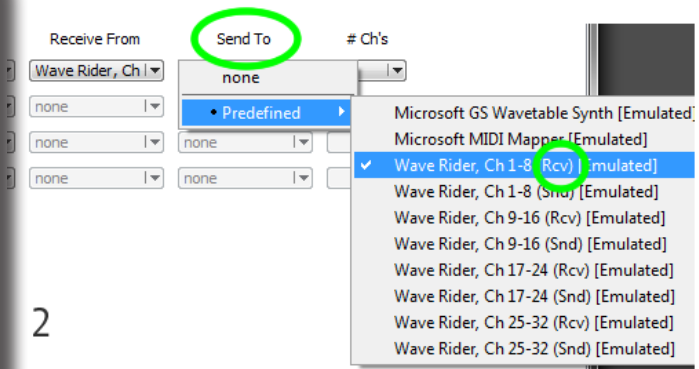 Receive From Send To # Ch's
Wave Rider, Ch
none
Predefined
none
none none
none none
Microsoft GS Wavetable Synth [Emulated]
Microsoft MIDI Mapper [Emulated]
Wave Rider, Ch 1-8 (Rcv) [Emulated]
Wave Rider, Ch 1-8 (Snd) [Emulated]
Wave Rider, Ch 9-16 (Rcv) [Emulated]
Wave Rider, Ch 9-16 (Snd) [Emulated]
Wave Rider, Ch 17-24 (Rcv) [Emulated]
Wave Rider, Ch 17-24 (Snd) [Emulated]
Wave Rider, Ch 25-32 (Rcv) [Emulated]
Wave Rider, Ch 25-32 (Snd) [Emulated]
2